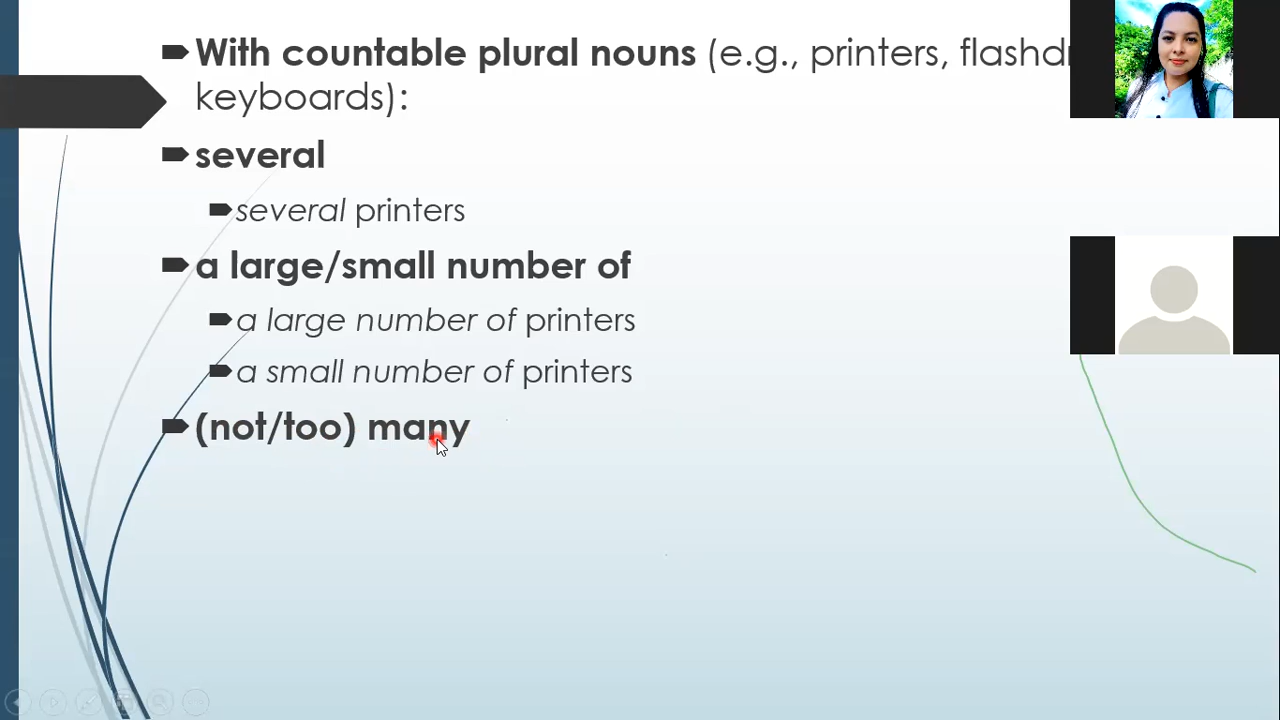 With countable plural nouns (e.g., printers,
keyboards):
several
several printers
a large/small number of
a large number of printers
a small number of printers
(not/too) many